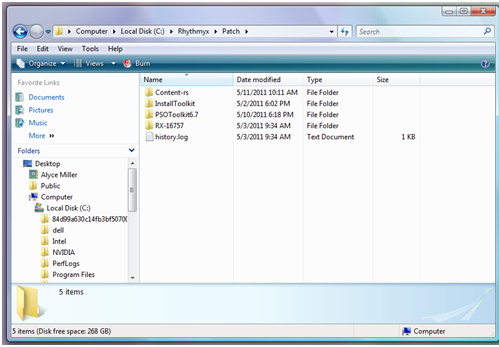 Computer ▸ Local Disk (C:) ▸ Rhythmyx ▸ Patch ▸
Search
File Edit View Tools Help
Organize Views Burn
Favorite Links
Documents
Pictures
Music
More »
Folders
Desktop
Alyce Miller
Public
Computer
Local Disk (C:)
84d99a630c14fb3bf50700
dell
Intel
NVIDIA
PerfLogs
Program Files
Name Date modified Type Size
Content-rs 5/11/2011 10:11 AM File Folder
InstallToolkit 5/2/2011 6:02 PM File Folder
PSOToolkit6.7 5/10/2011 6:18 PM File Folder
RX-16757 5/3/2011 9:34 AM File Folder
history.log 5/3/2011 9:34 AM Text Document 1 KB
5 items
5 items (Disk free space: 268 GB) Computer